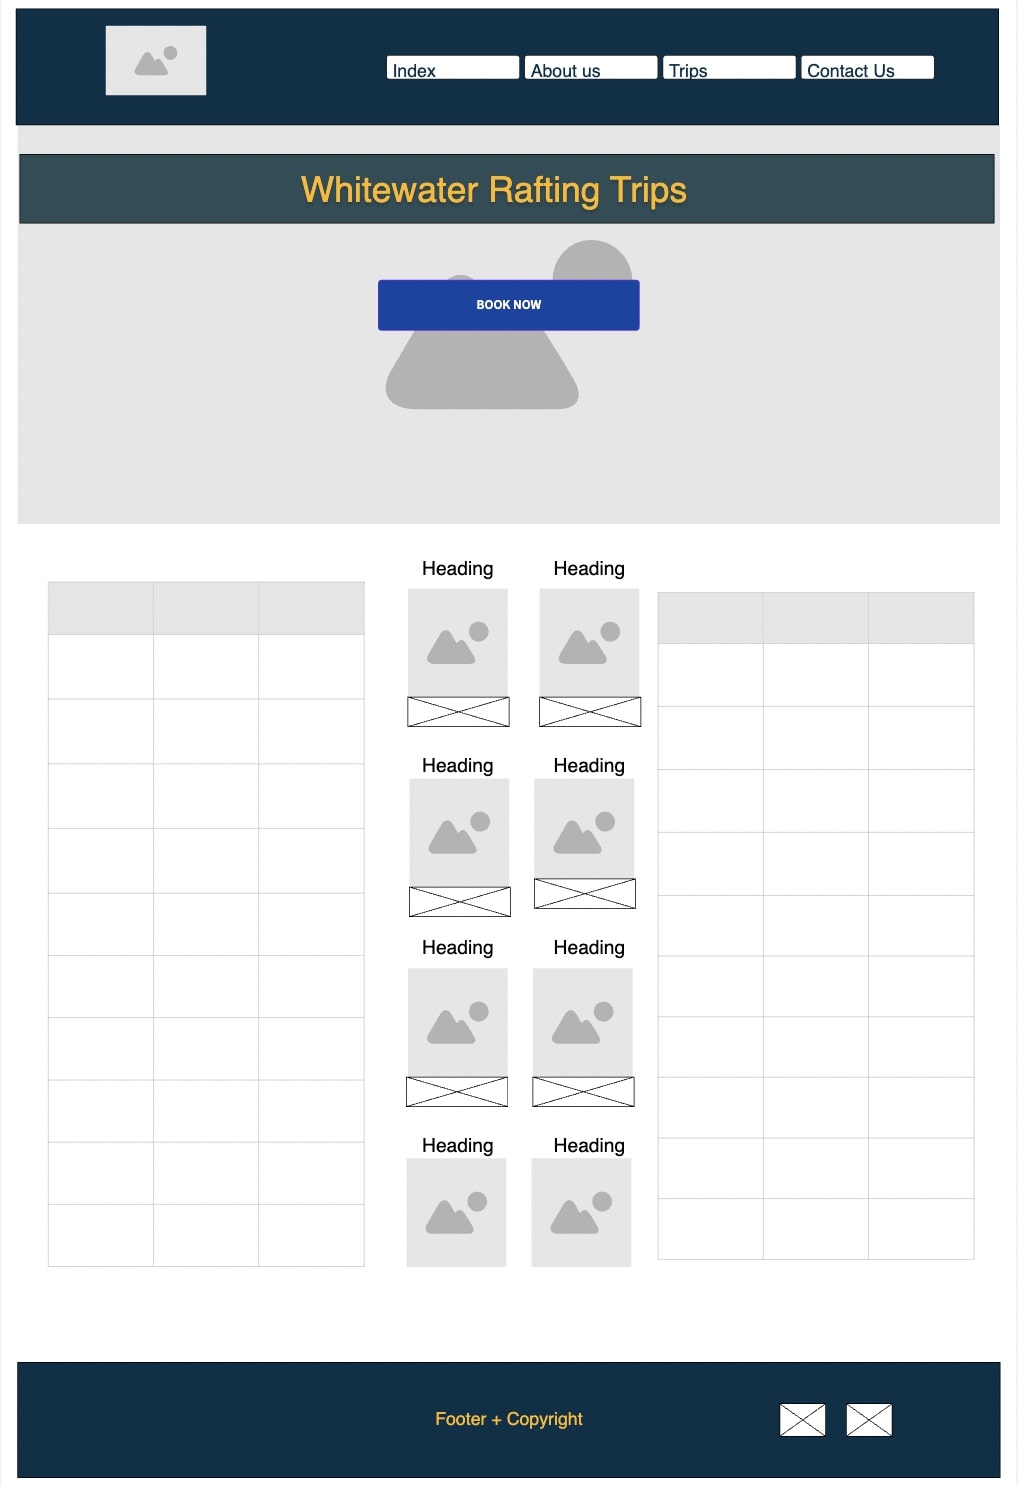 Index
About us
Trips
Contact Us
Whitewater Rafting Trips
BOOK NOW
Heading
Heading
Heading
Heading
Heading
Heading
Heading
Heading
Footer + Copyright